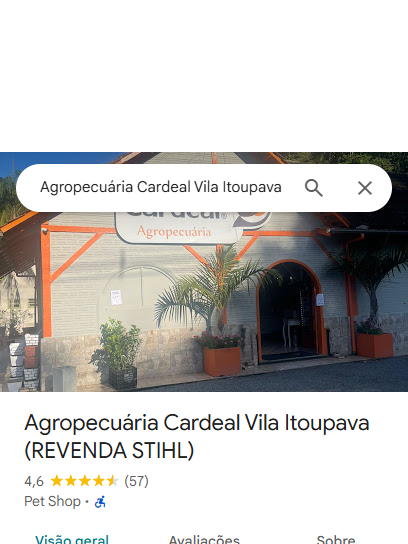 Agropecuária Cardeal Vila Itoupava
Cardeal®
Agropecuária
Agropecuária Cardeal Vila Itoupava
(REVENDA STIHL)
4,6 (57)
Pet Shop •
Visão geral Avaliações Sobre